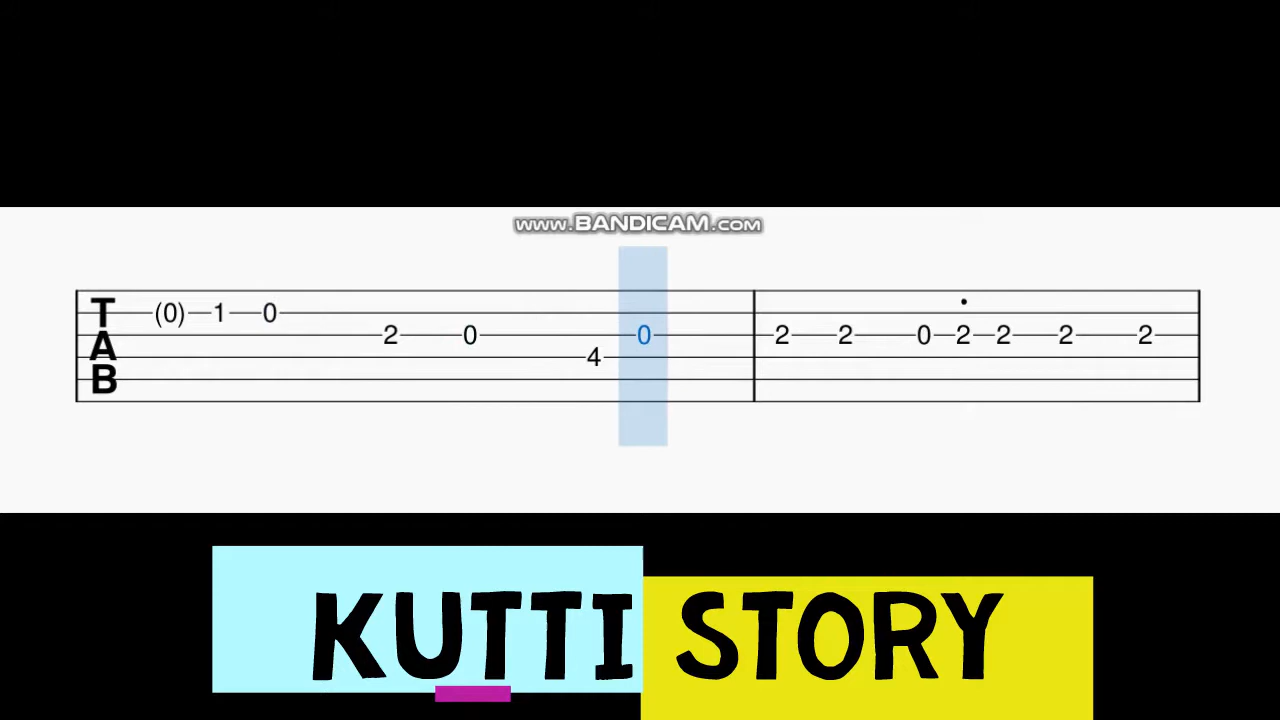 www.BANDICAM.com
T
A
B
(0) 1 0
2 0 0 2 2 0 2 2 2 2
4
KUTTI STORY